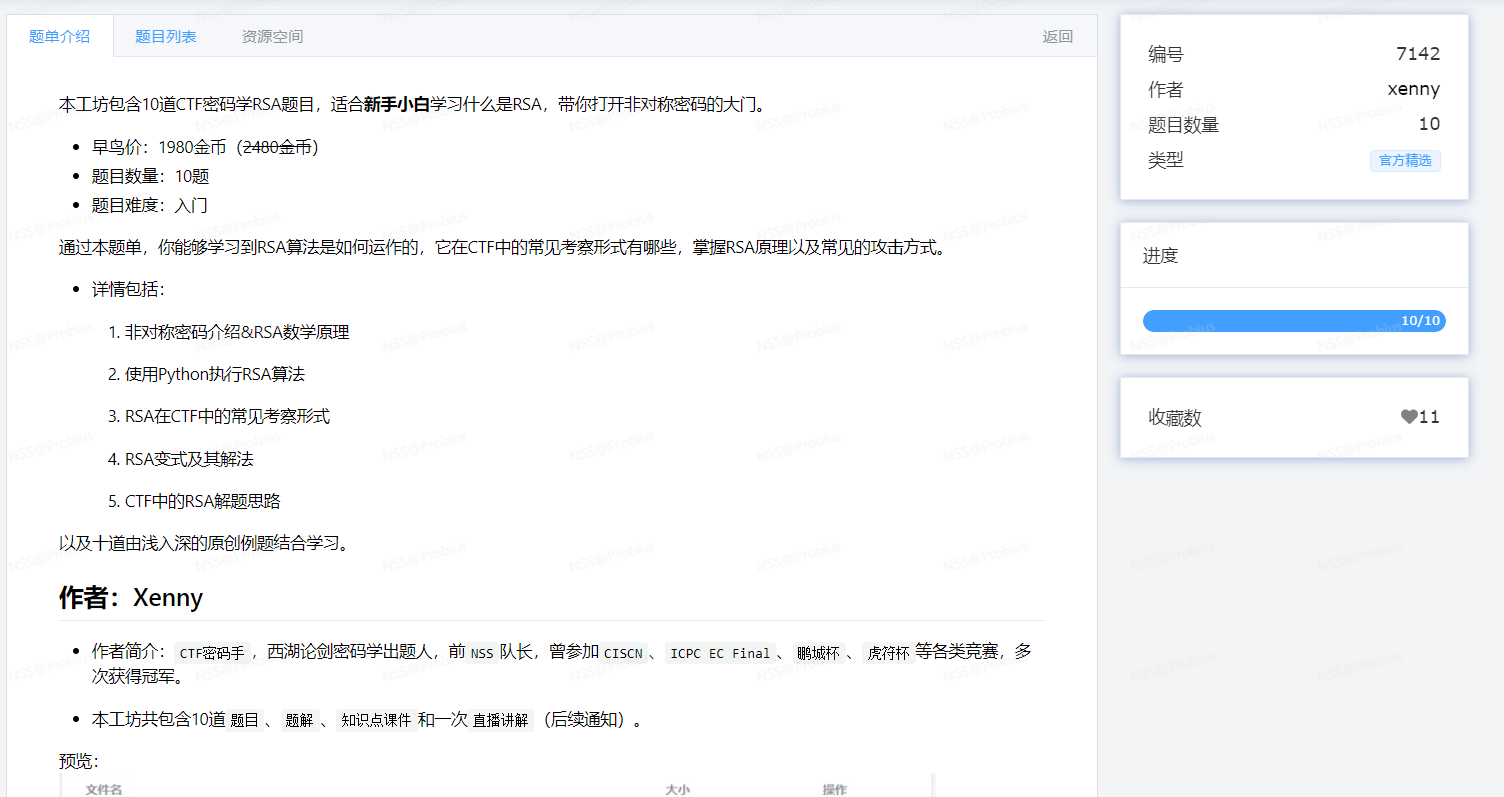 题单介绍
题目列表
资源空间
返回
本工坊包含10道CTF密码学RSA题目，适合新手小白学习什么是RSA，带你打开非对称密码的大门。
早鸟价：1980金币（2480金币）
题目数量：10题
题目难度：入门
通过本题单，你能够学习到RSA算法是如何运作的，它在CTF中的常见考察形式有哪些，掌握RSA原理以及常见的攻击方式。
详情包括：
1. 非对称密码介绍&RSA数学原理
2. 使用Python执行RSA算法
3. RSA在CTF中的常见考察形式
4. RSA变式及其解法
5. CTF中的RSA解题思路
以及十道由浅入深的原创例题结合学习。
作者：Xenny
作者简介：CTF密码手，西湖论剑密码学出题人，前NSS队长，曾参加CISCN、ICPC EC Final、鹏城杯、虎符杯等各类竞赛，多
次获得冠军。
本工坊共包含10道题目、题解、知识点课件和一次直播讲解（后续通知）。
预览：
文件名 大小 操作
编号 7142
作者 xenny
题目数量 10
类型 官方精选
进度
10/10
收藏数 11
NSS@Probius